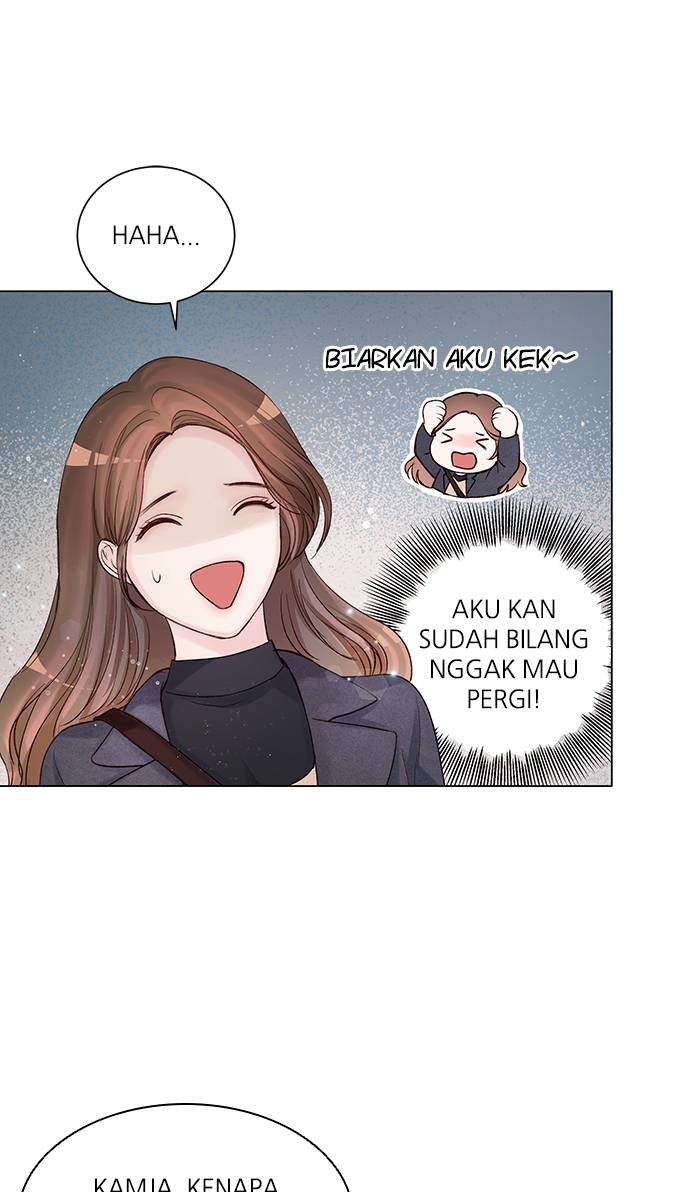 HAHA...
BIARKAN AKU KEK~
AKU KAN
SUDAH BILANG
NGGAK MAU
PERGI!
KAMIA, KENAPA